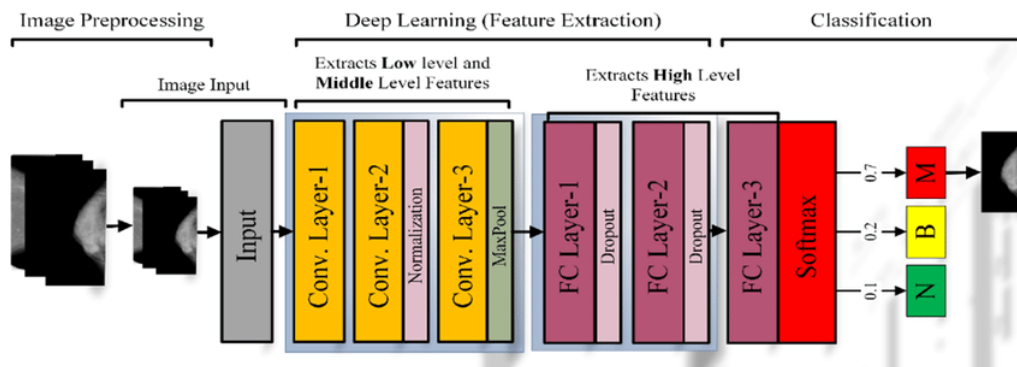 Image Preprocessing
Deep Learning (Feature Extraction)
Classification
Image Input
Extracts Low level and
Middle Level Features
Extracts High Level
Features
Input
Conv. Layer-1
Conv. Layer-2
Normalization
Conv. Layer-3
MaxPool
FC Layer-1
Dropout
FC Layer-2
Dropout
FC Layer-3
Softmax
0.7
M
0.2
B
0.1
N